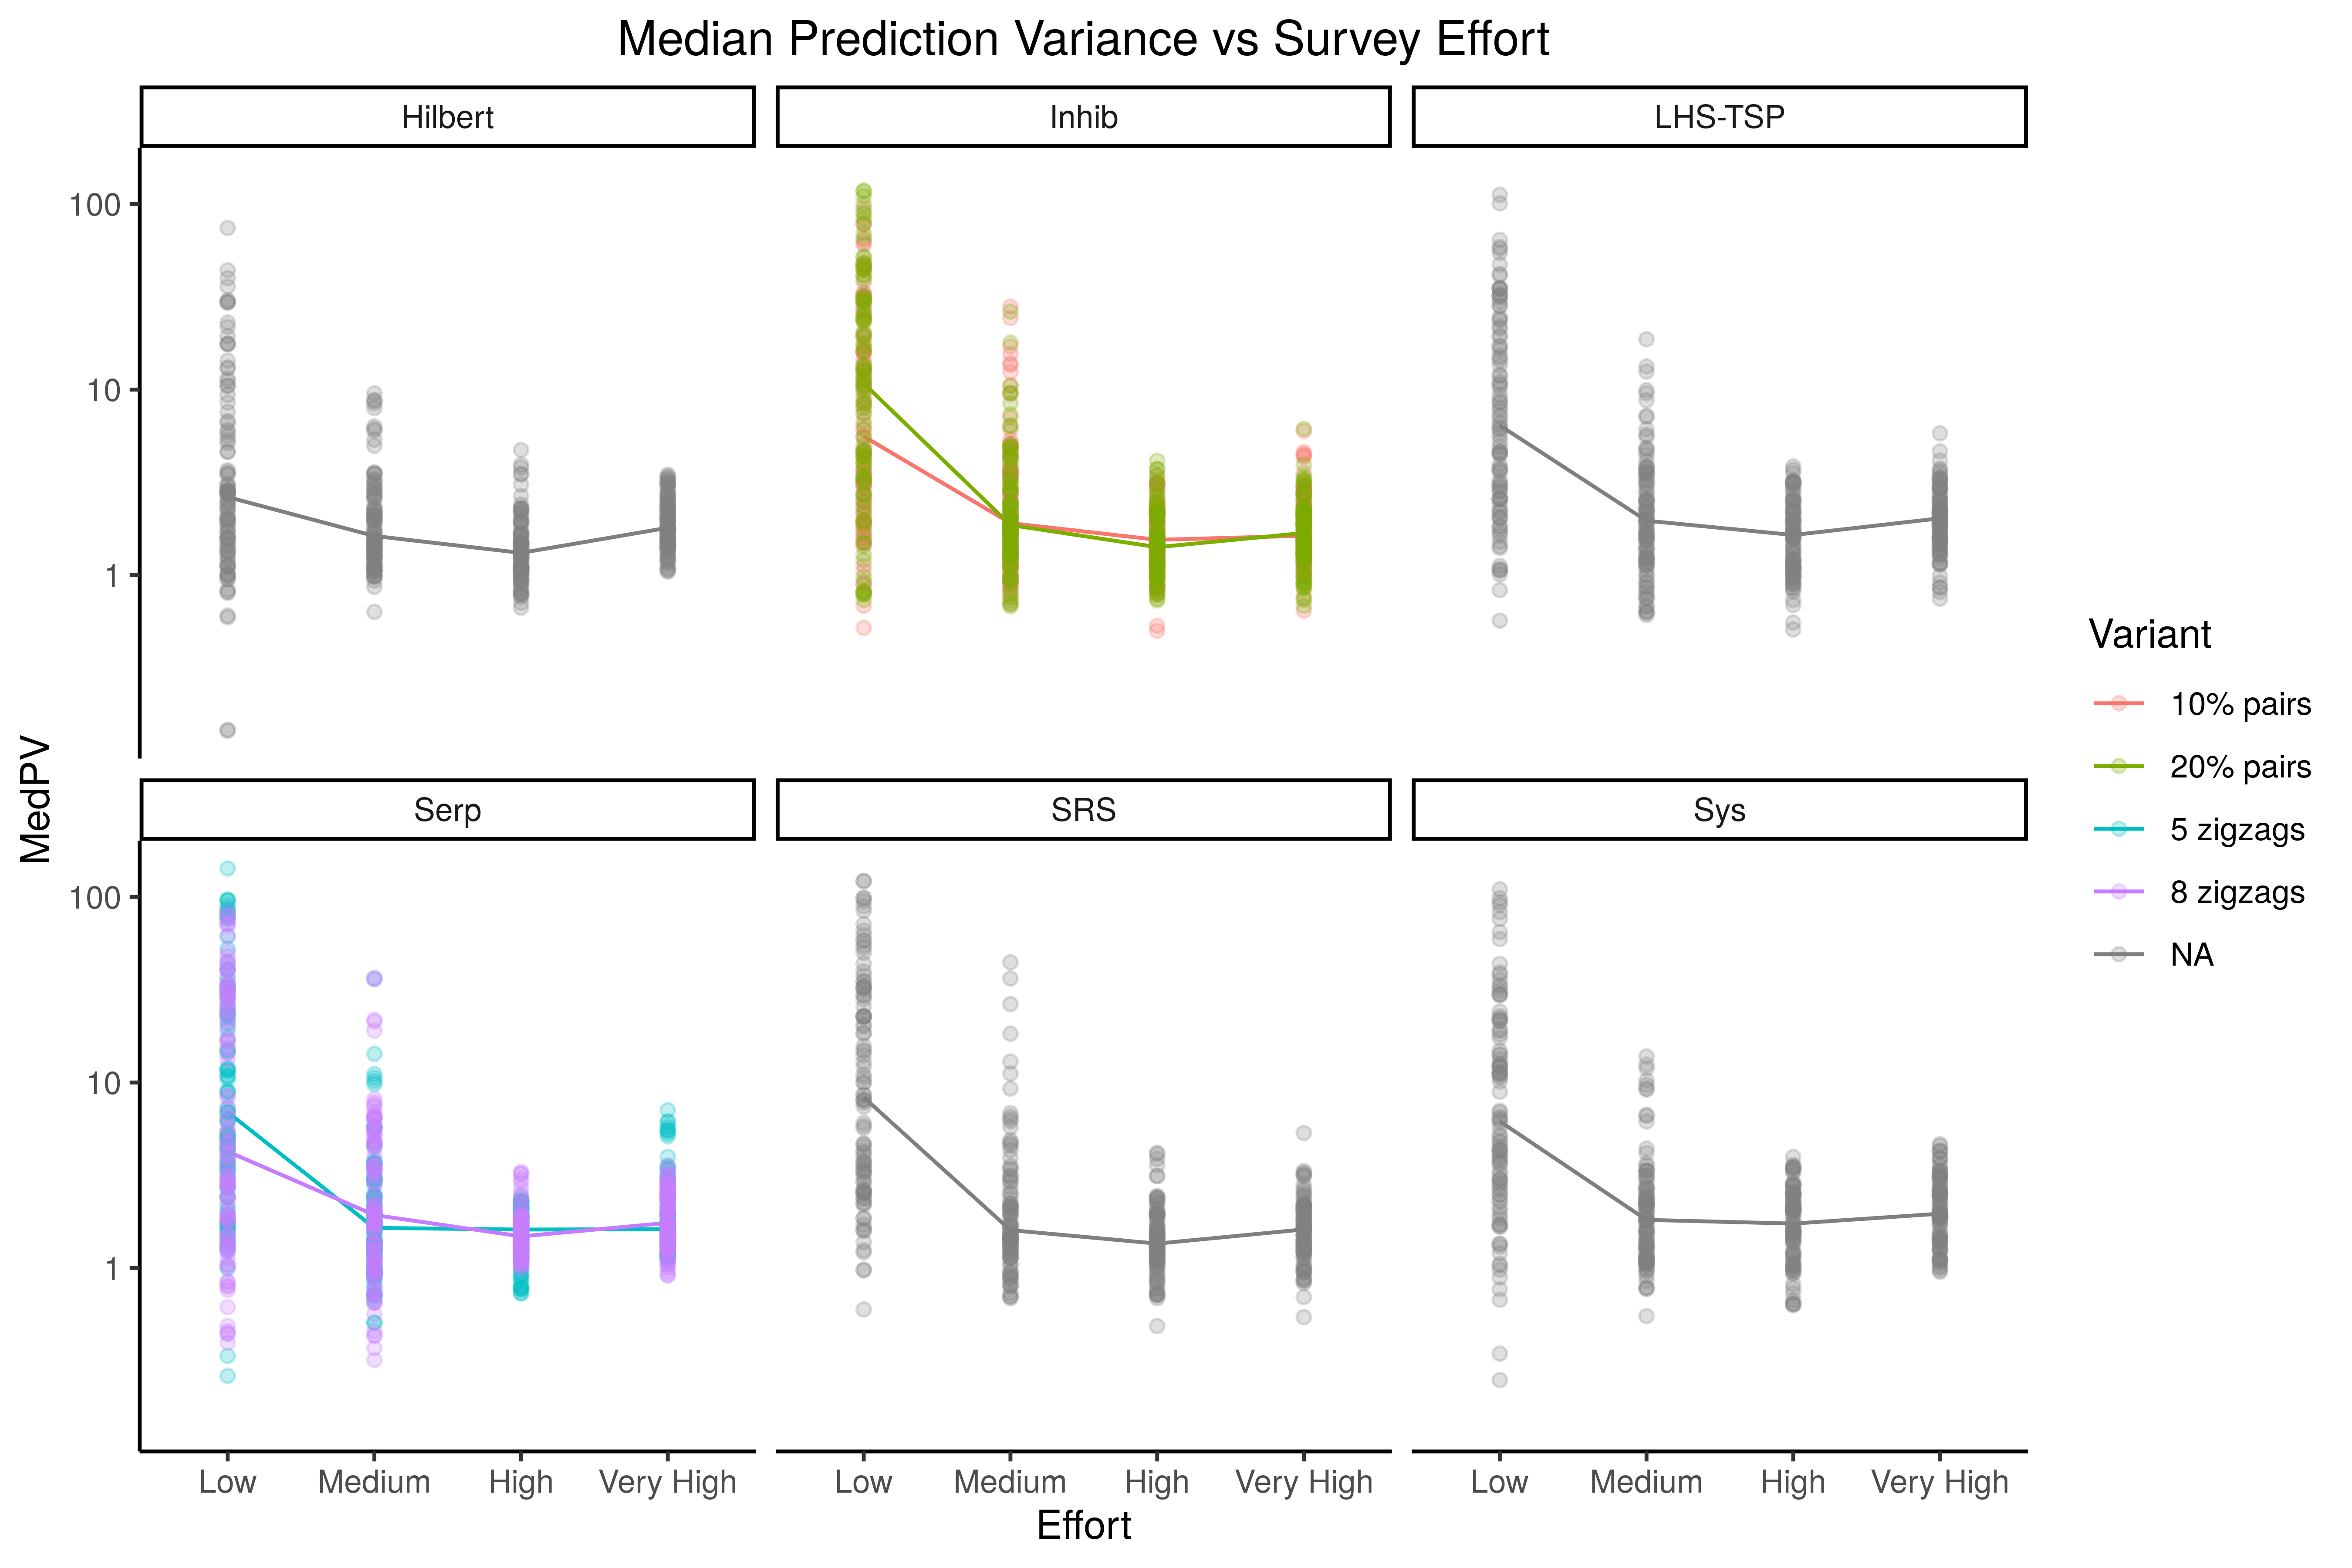 Median Prediction Variance vs Survey Effort
Hilbert
Inhib
LHS-TSP
100
10
1
Serp
SRS
Sys
100
10
1
MedPV
Low Medium High Very High
Low Medium High Very High
Low Medium High Very High
Effort
Variant
10% pairs
20% pairs
5 zigzags
8 zigzags
NA